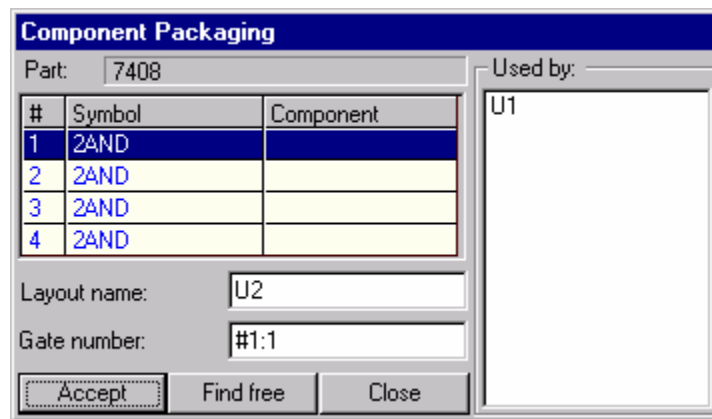 Component Packaging
Part: 7408
Used by:
U1
# Symbol Component
1 2AND
2 2AND
3 2AND
4 2AND
Layout name: U2
Gate number: #1:1
Accept Find free Close